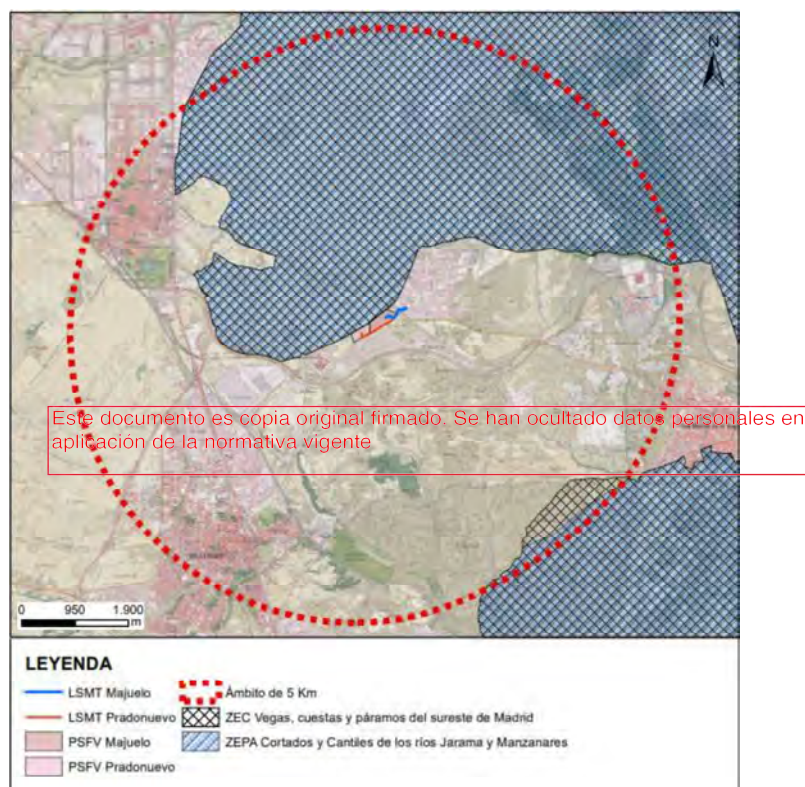 N
Este documento es copia original firmado. Se han ocultado datos personales en
aplicación de la normativa vigente
0 950 1.900
m
LEYENDA
LSMT Majuelo
Ámbito de 5 Km
LSMT Pradonuevo
ZEC Vegas, cuestas y páramos del sureste de Madrid
PSFV Majuelo
ZEPA Cortados y Cantiles de los ríos Jarama y Manzanares
PSFV Pradonuevo